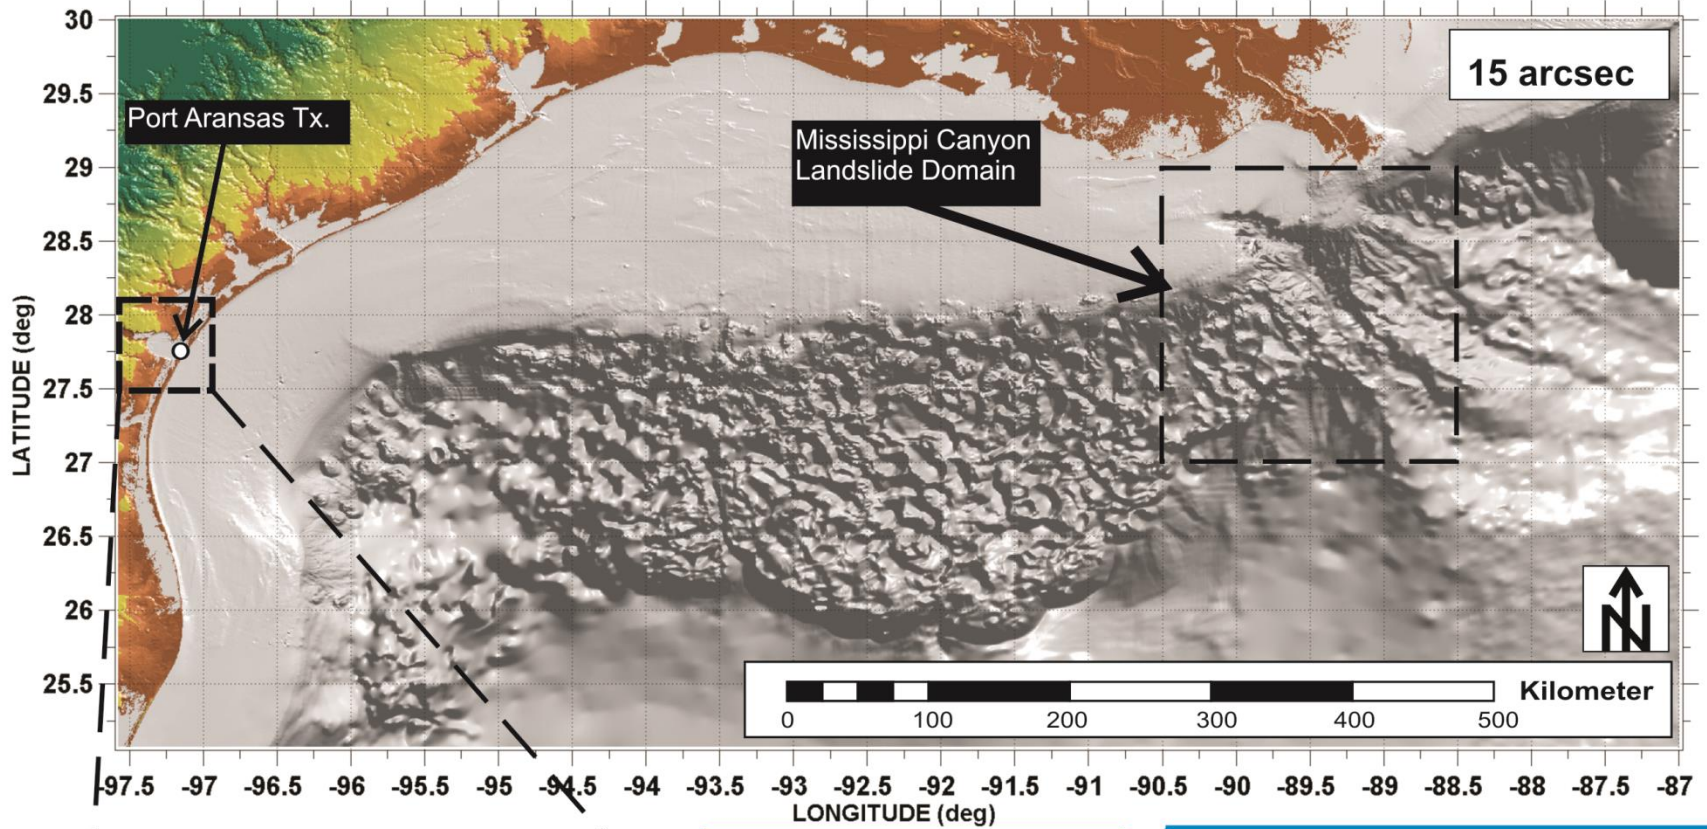 30
29.5
29
28.5
28
27.5
27
26.5
26
25.5
LATITUDE (deg)
15 arcsec
Port Aransas Tx.
Mississippi Canyon
Landslide Domain
N
Kilometer
0 100 200 300 400 500
-97.5 -97 -96.5 -96 -95.5 -95 -94.5 -94 -93.5 -93 -92.5 -92 -91.5 -91 -90.5 -90 -89.5 -89 -88.5 -88 -87.5 -87
LONGITUDE (deg)